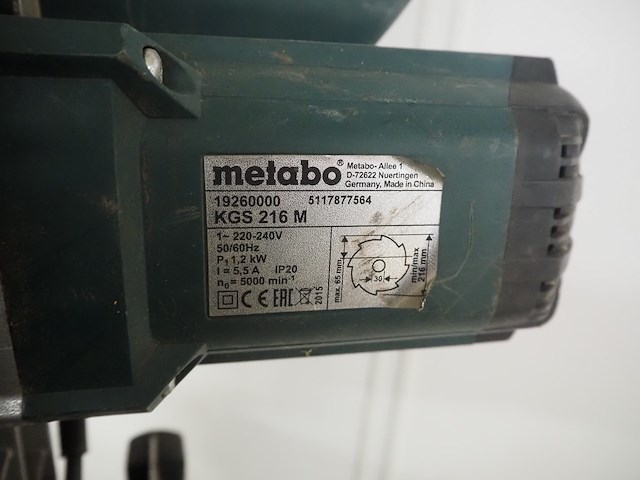 metabo® Metabo- Allee 1
D-72622 Nuertingen
Germany, Made in China
19260000 5117877564
KGS 216 M
1~ 220-240V
50/60Hz
P₁ 1,2 kW
I = 5,5 A IP20
n₀ = 5000 min⁻¹
CE EAC 2015
max. 65 mm
30
min/max
216 mm